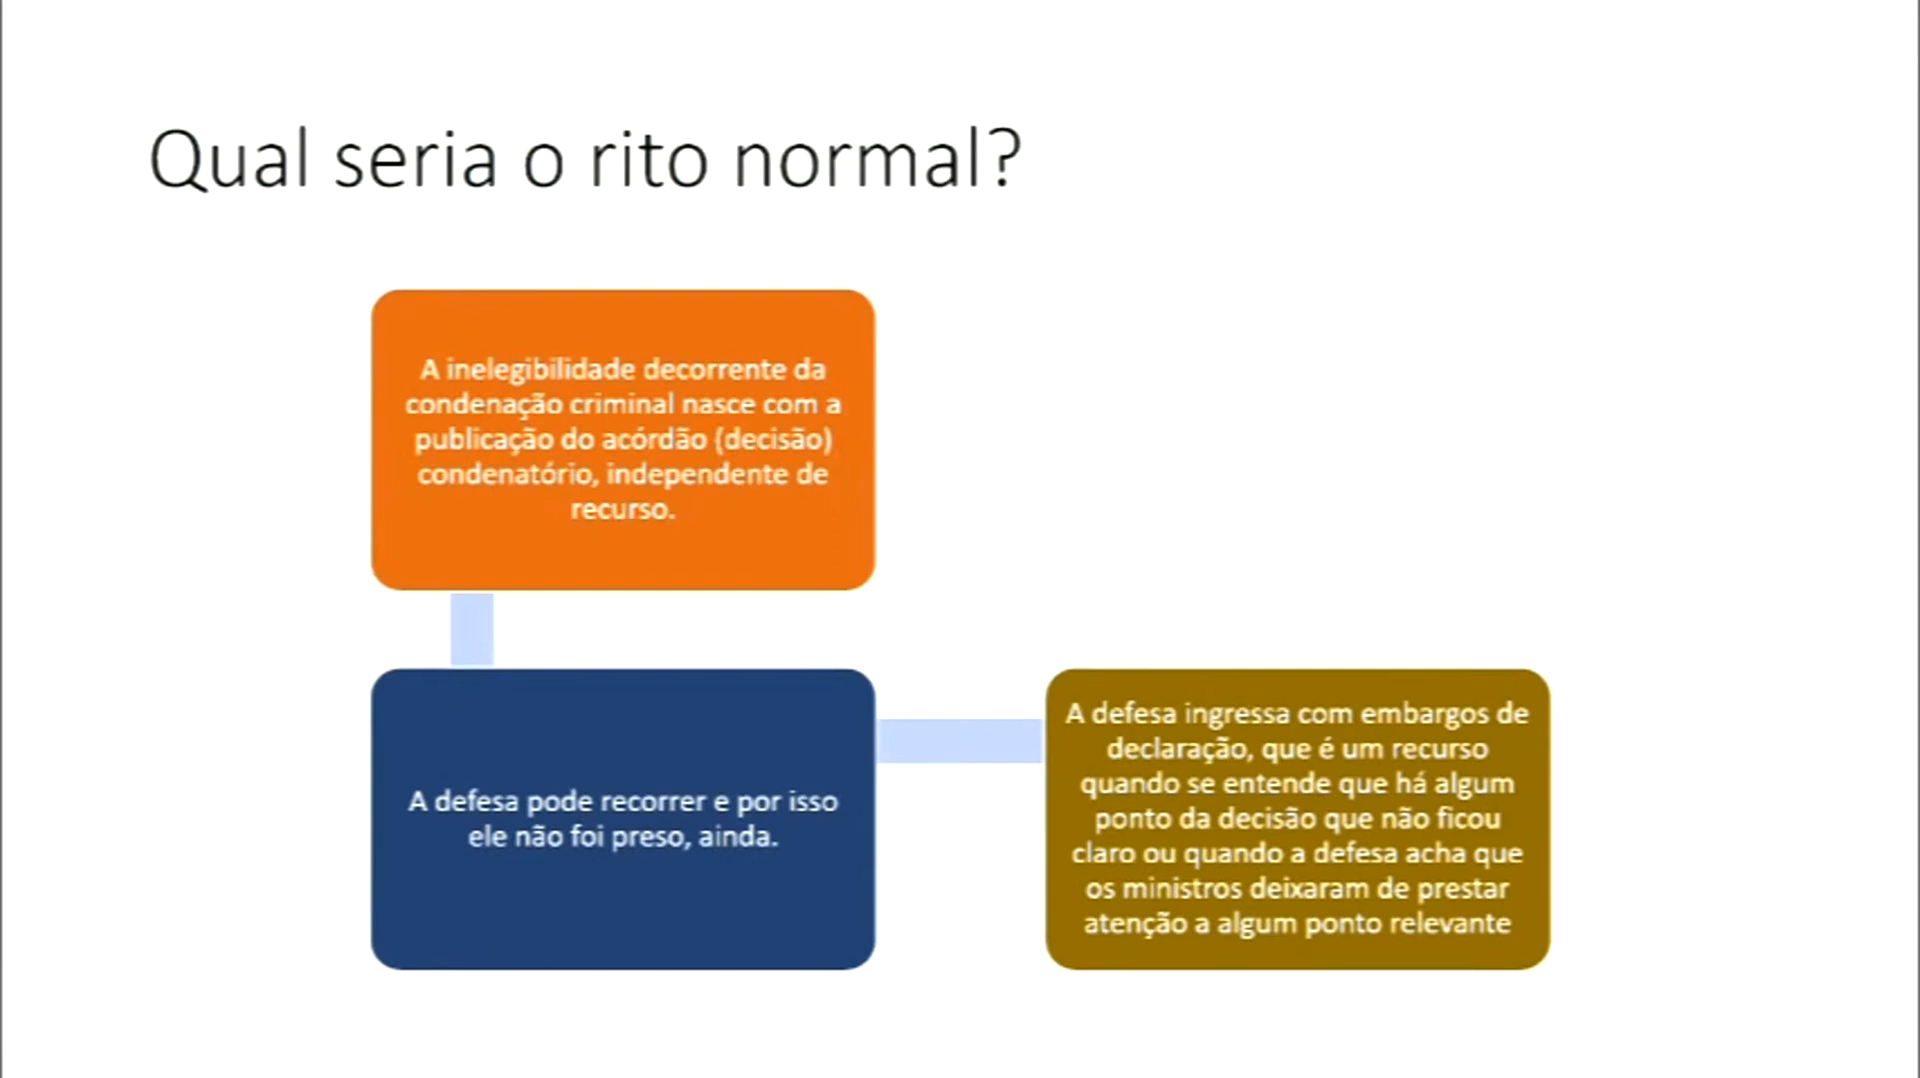 Qual seria o rito normal?
A inelegibilidade decorrente da
condenação criminal nasce com a
publicação do acórdão (decisão)
condenatório, independente de
recurso.
A defesa pode recorrer e por isso
ele não foi preso, ainda.
A defesa ingressa com embargos de
declaração, que é um recurso
quando se entende que há algum
ponto da decisão que não ficou
claro ou quando a defesa acha que
os ministros deixaram de prestar
atenção a algum ponto relevante